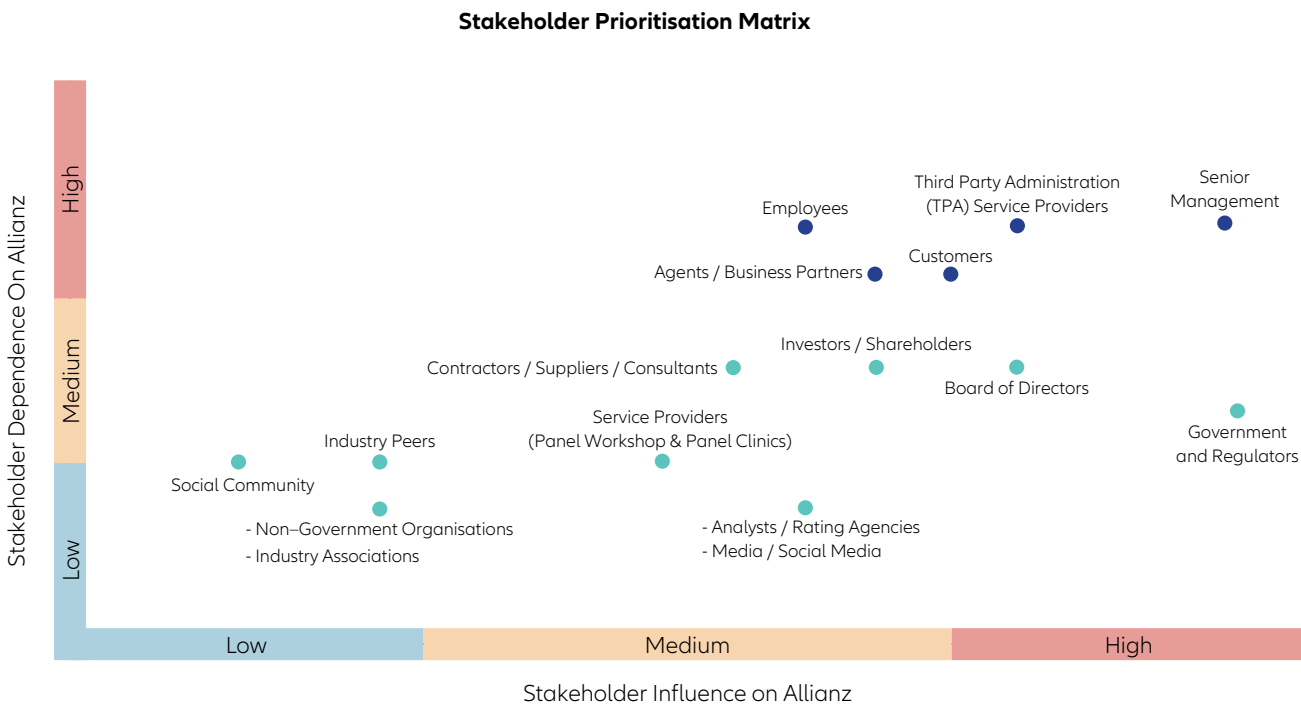 Stakeholder Prioritisation Matrix
Stakeholder Dependence On Allianz
High
Medium
Low
Senior
Management
Third Party Administration
(TPA) Service Providers
Employees
Customers
Agents / Business Partners
Investors / Shareholders
Contractors / Suppliers / Consultants
Board of Directors
Service Providers
(Panel Workshop & Panel Clinics)
Government
and Regulators
Industry Peers
Social Community
- Non–Government Organisations
- Industry Associations
- Analysts / Rating Agencies
- Media / Social Media
Low
Medium
High
Stakeholder Influence on Allianz